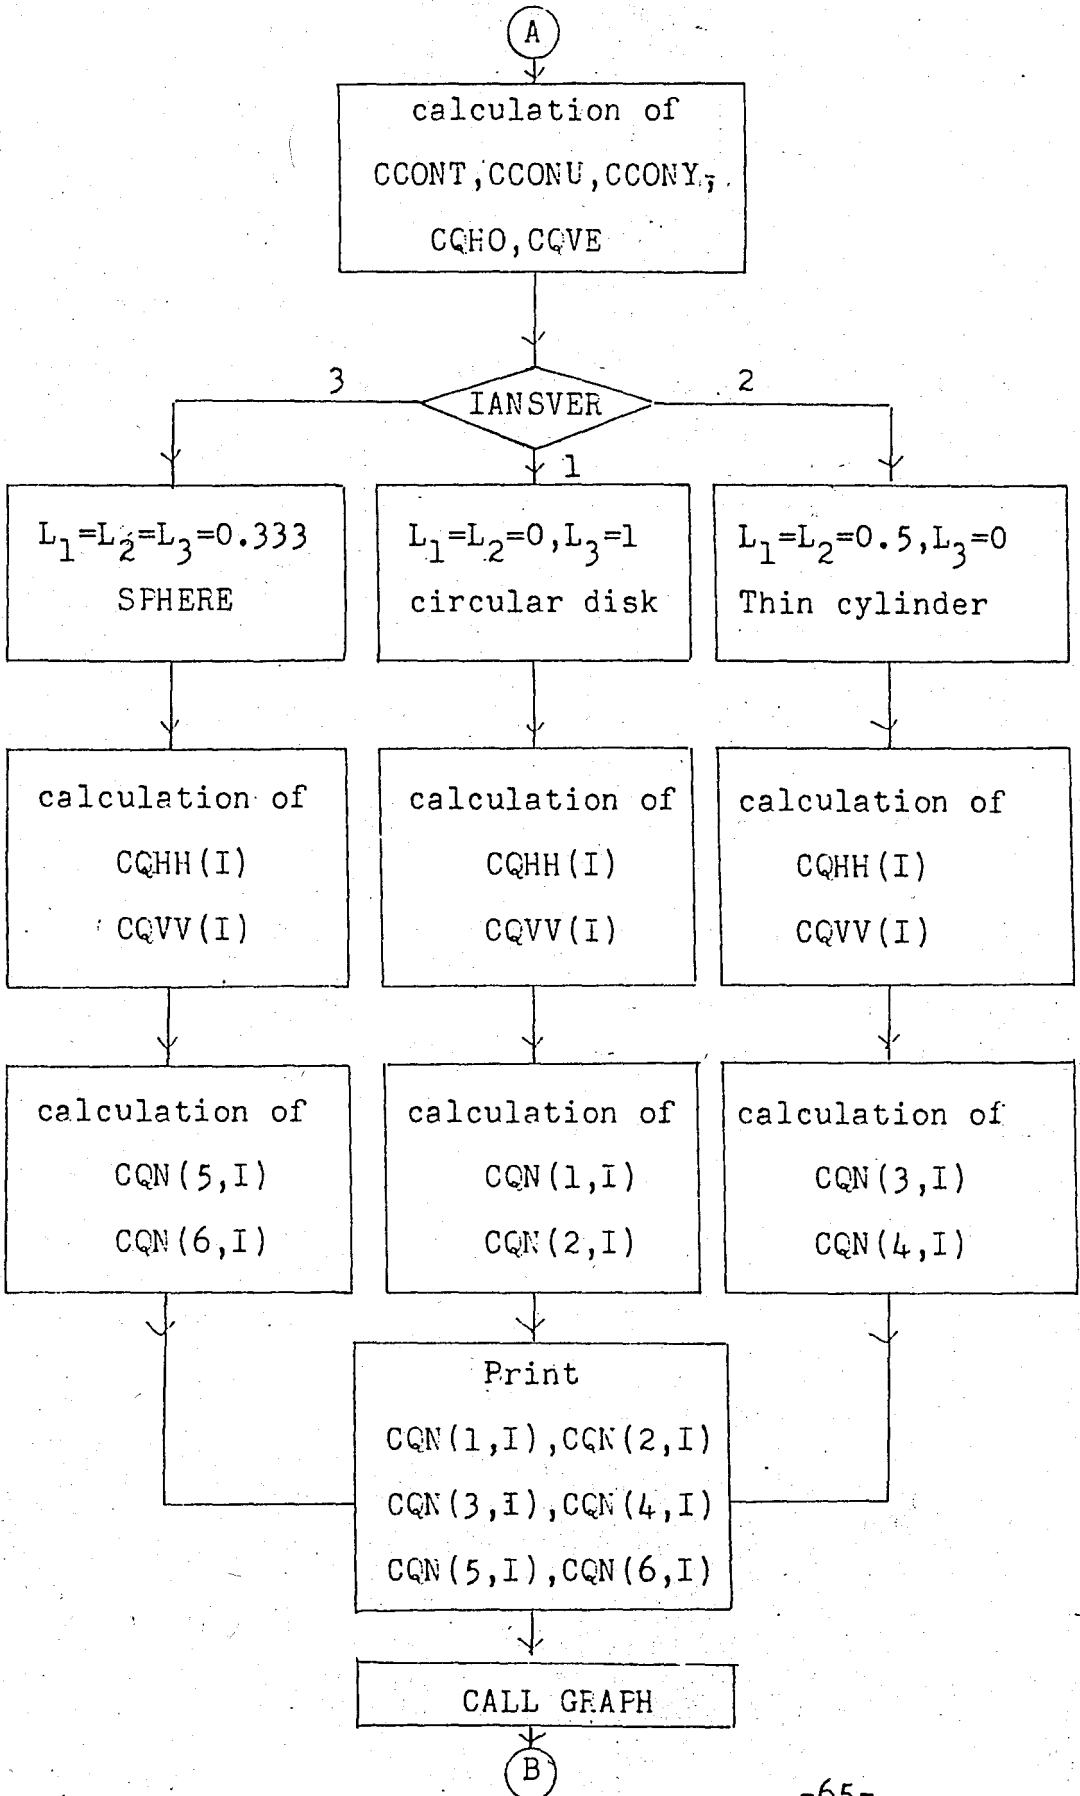 A
calculation of
CCONT,CCONU,CCONY,
CQHO,CQVE
3
IANSVER
2
1
L1=L2=L3=0.333
SPHERE
L1=L2=0,L3=1
circular disk
L1=L2=0.5,L3=0
Thin cylinder
calculation of
CQHH(I)
CQVV(I)
calculation of
CQHH(I)
CQVV(I)
calculation of
CQHH(I)
CQVV(I)
calculation of
CQN(5,I)
CQN(6,I)
calculation of
CQN(1,I)
CQN(2,I)
calculation of
CQN(3,I)
CQN(4,I)
Print
CQN(1,I),CQN(2,I)
CQN(3,I),CQN(4,I)
CQN(5,I),CQN(6,I)
CALL GRAPH
B
-65-